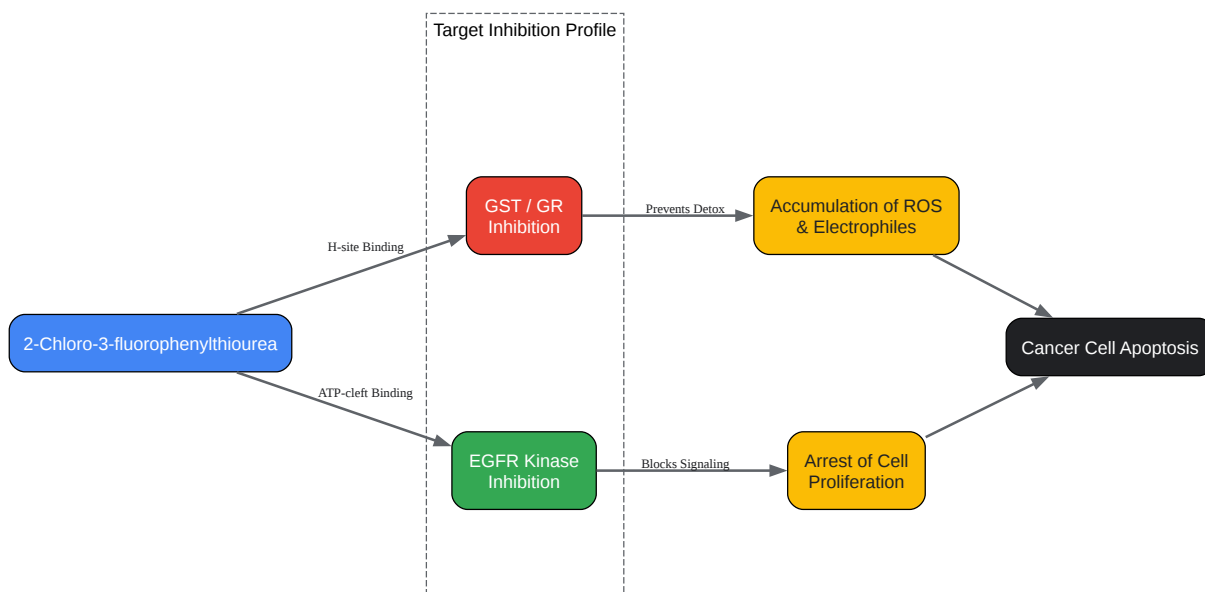 Target Inhibition Profile
GST / GR
Inhibition
Prevents Detox
Accumulation of ROS
& Electrophiles
H-site Binding
2-Chloro-3-fluorophenylthiourea
Cancer Cell Apoptosis
ATP-cleft Binding
EGFR Kinase
Inhibition
Blocks Signaling
Arrest of Cell
Proliferation